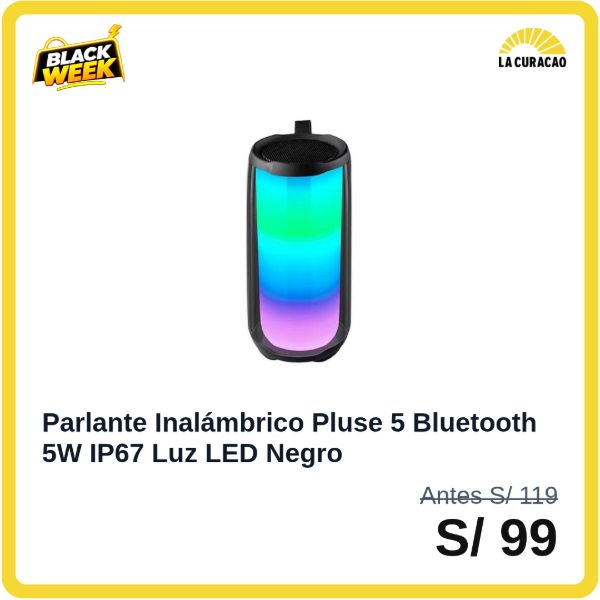 BLACK
WEEK
LA CURACAO
Parlante Inalámbrico Pluse 5 Bluetooth
5W IP67 Luz LED Negro
Antes S/ 119
S/ 99